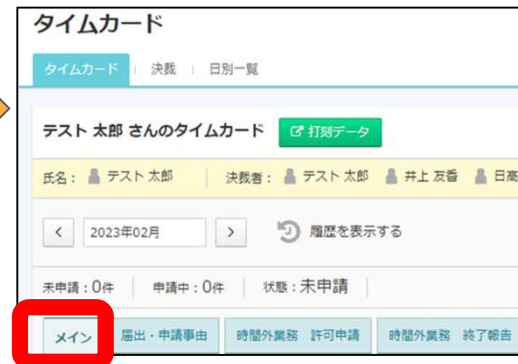 タイムカード
タイムカード 決裁 日別一覧
テスト 太郎 さんのタイムカード 打刻データ
氏名： テスト 太郎 決裁者： テスト 太郎 井上 友香 日高
< 2023年02月 > 履歴を表示する
未申請：0件 申請中：0件 状態：未申請
メイン 届出・申請事由 時間外業務 許可申請 時間外業務 終了報告